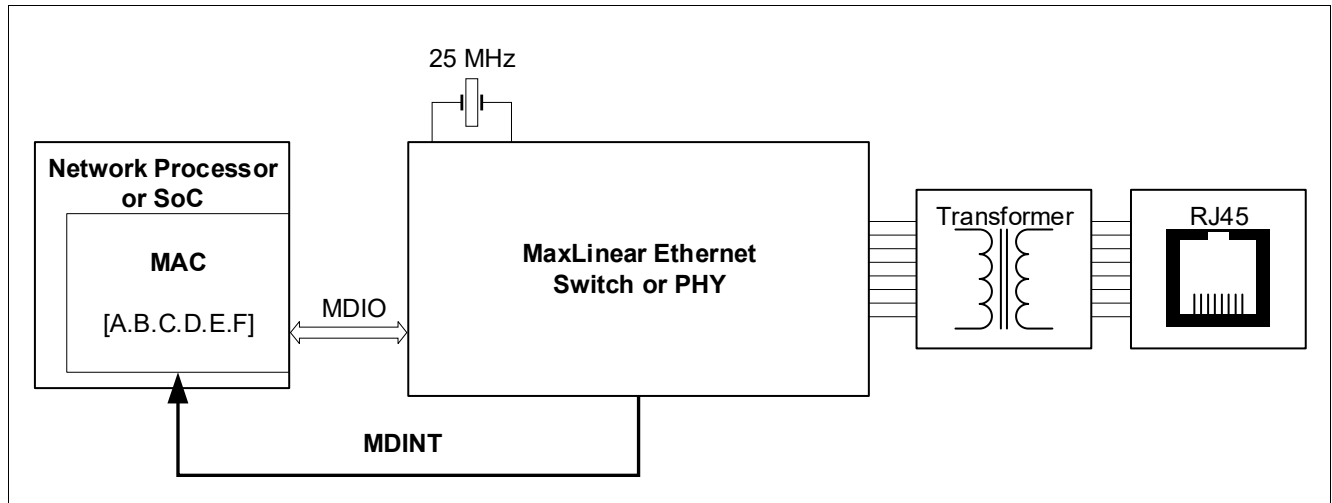 25 MHz
Network Processor
or SoC
MAC
[A.B.C.D.E.F]
MDIO
MaxLinear Ethernet
Switch or PHY
Transformer
RJ45
MDINT